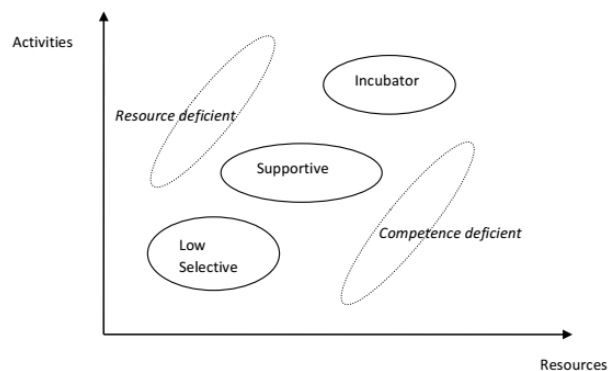 Activities
Incubator
Resource deficient
Supportive
Competence deficient
Low
Selective
Resources